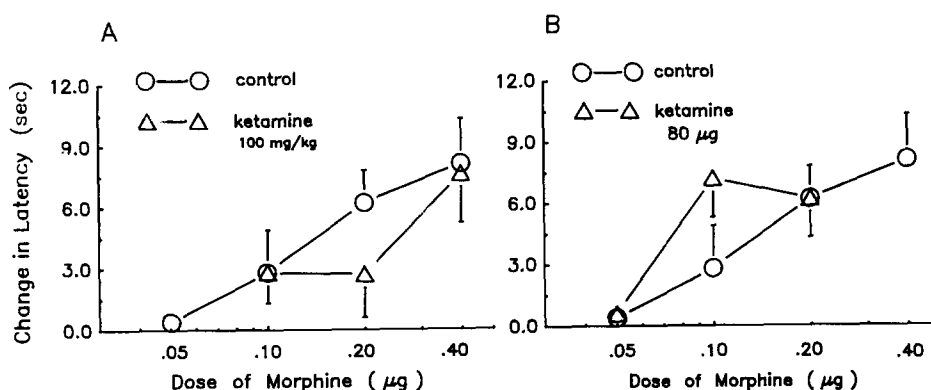 A
control
ketamine
100 mg/kg
12.0
9.0
6.0
3.0
0.0
Change in Latency (sec)
.05 .10 .20 .40
Dose of Morphine (µg)
B
control
ketamine
80 µg
12.0
9.0
6.0
3.0
0.0
.05 .10 .20 .40
Dose of Morphine (µg)